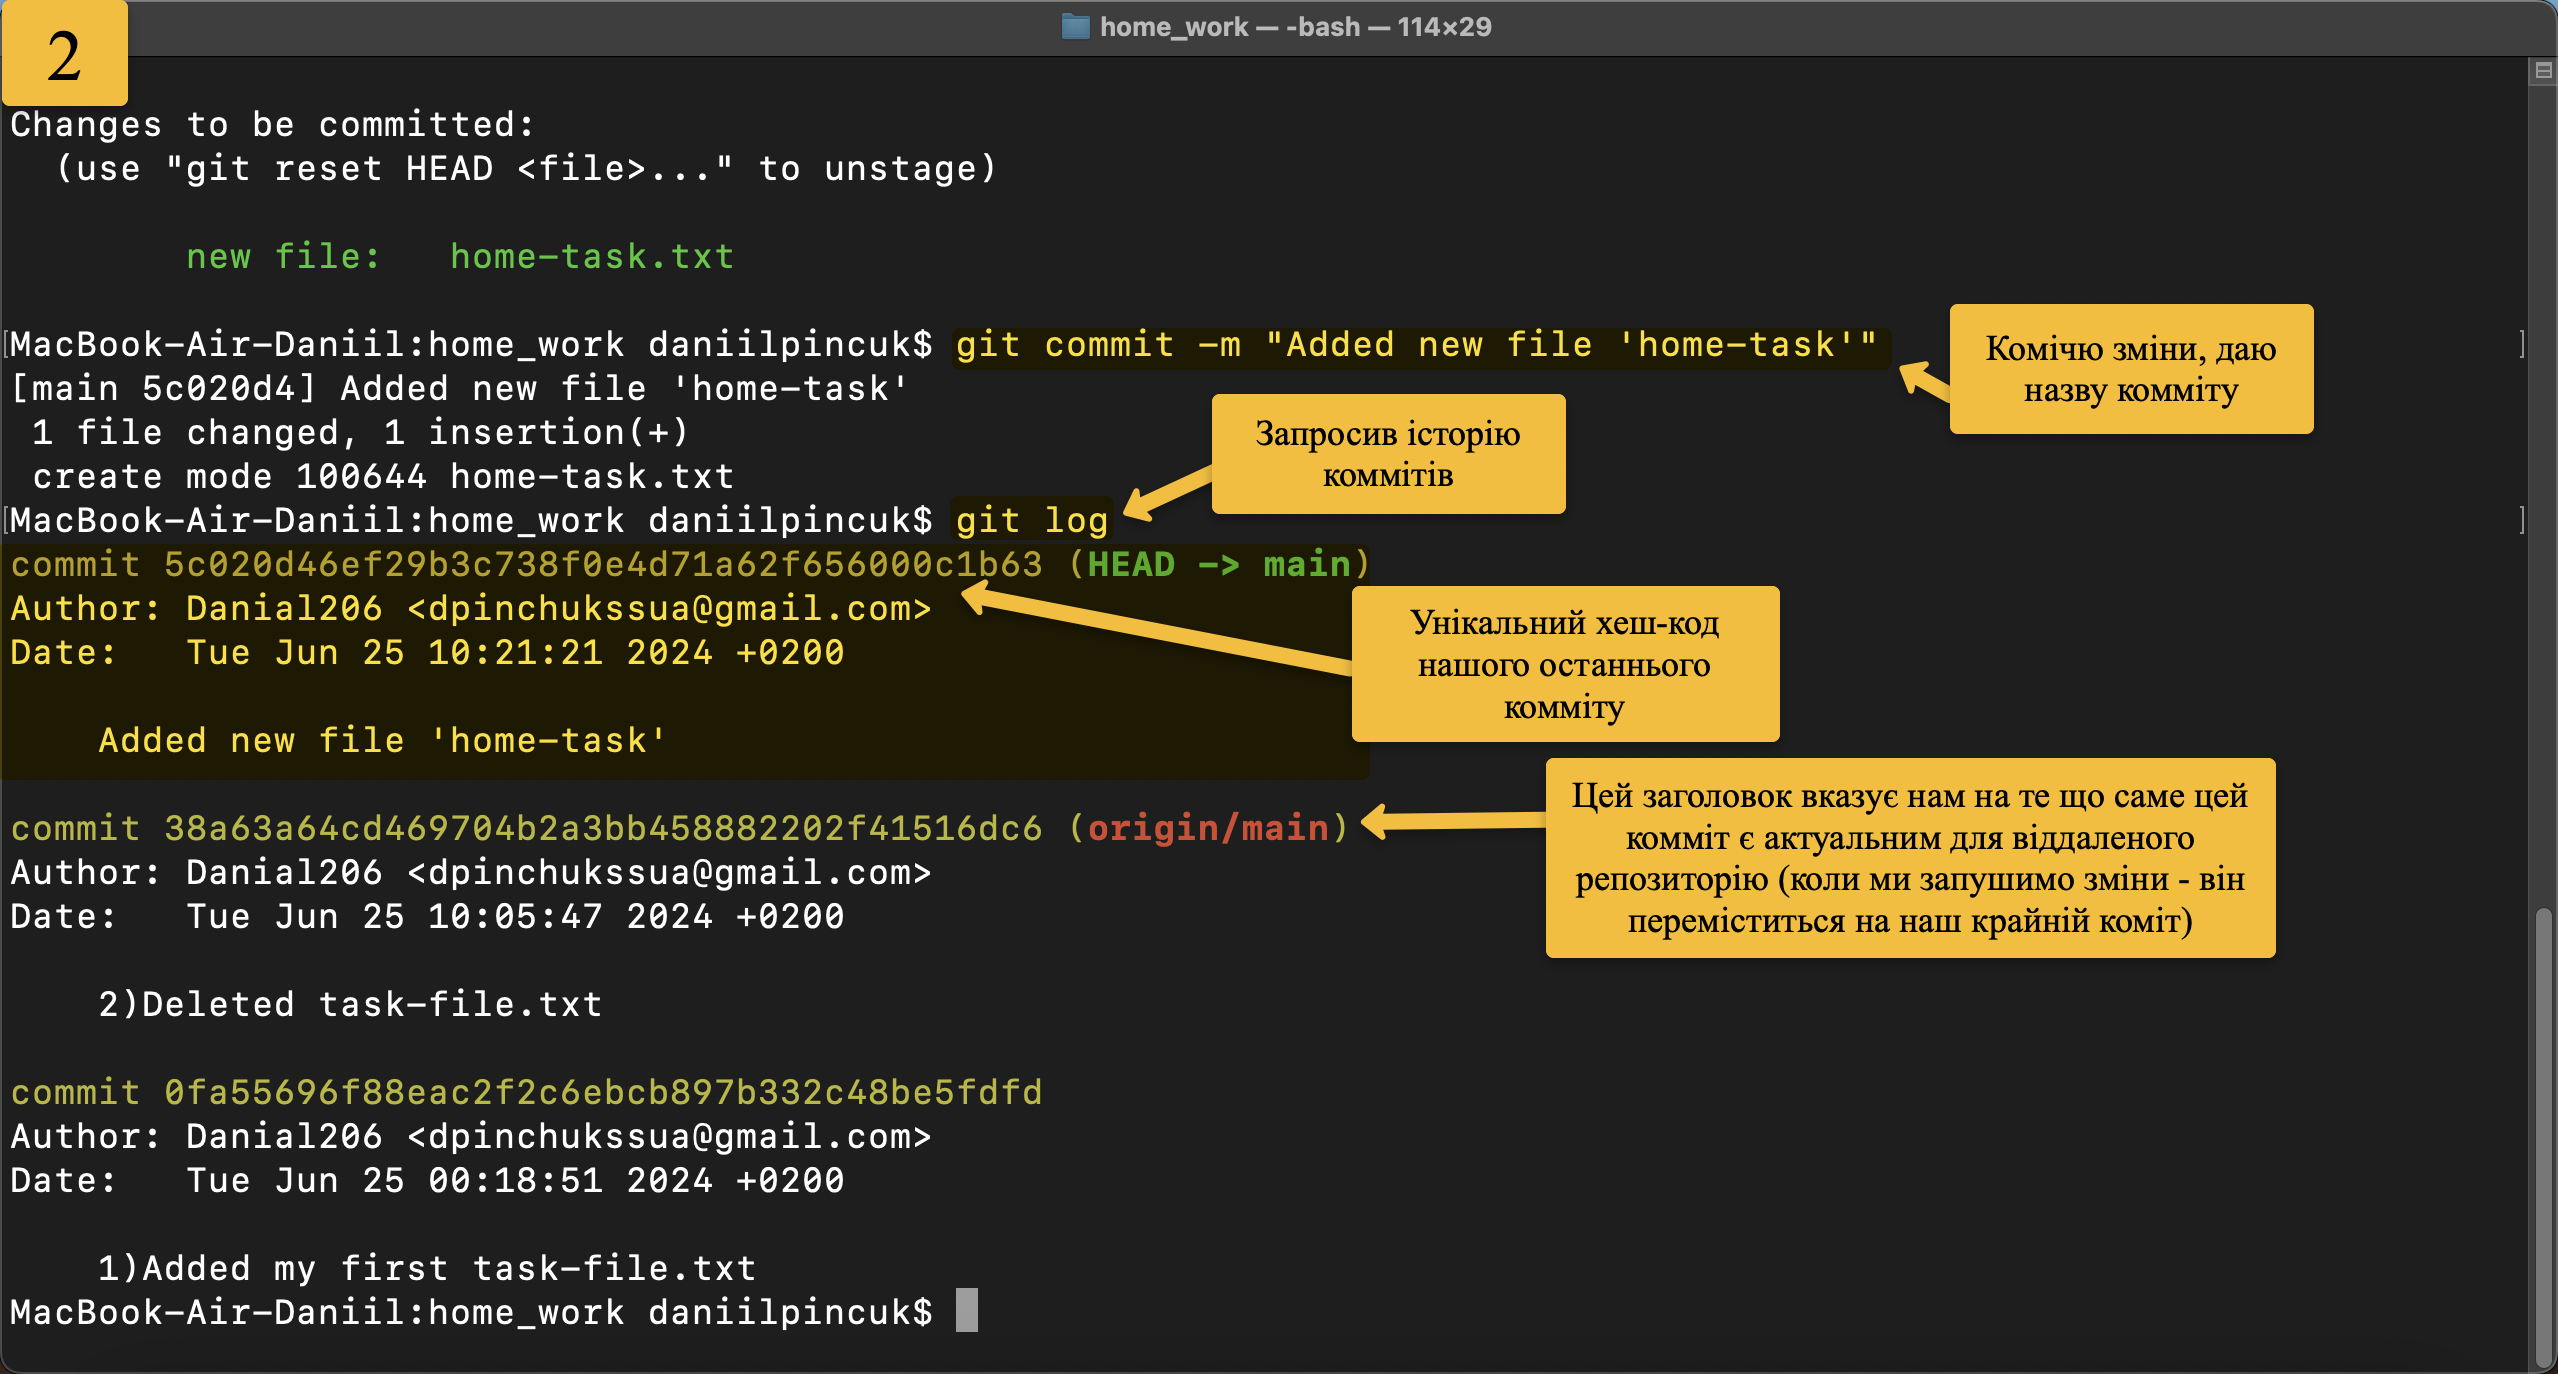 2
home_work — -bash — 114×29
Changes to be committed:
(use "git reset HEAD <file>..." to unstage)
new file: home-task.txt
[MacBook-Air-Daniil:home_work daniilpincuk$ git commit -m "Added new file 'home-task'" ]
Комічю зміни, даю
назву комміту
[main 5c020d4] Added new file 'home-task'
1 file changed, 1 insertion(+)
create mode 100644 home-task.txt
Запросив історію
коммітів
[MacBook-Air-Daniil:home_work daniilpincuk$ git log ]
commit 5c020d46ef29b3c738f0e4d71a62f656000c1b63 (HEAD -> main)
Author: Danial206 <dpinchukssua@gmail.com>
Date: Tue Jun 25 10:21:21 2024 +0200
Унікальний хеш-код
нашого останнього
комміту
Added new file 'home-task'
commit 38a63a64cd469704b2a3bb458882202f41516dc6 (origin/main)
Author: Danial206 <dpinchukssua@gmail.com>
Date: Tue Jun 25 10:05:47 2024 +0200
Цей заголовок вказує нам на те що саме цей
комміт є актуальним для віддаленого
репозиторію (коли ми запушимо зміни - він
переміститься на наш крайній коміт)
2)Deleted task-file.txt
commit 0fa55696f88eac2f2c6ebcb897b332c48be5fdfd
Author: Danial206 <dpinchukssua@gmail.com>
Date: Tue Jun 25 00:18:51 2024 +0200
1)Added my first task-file.txt
MacBook-Air-Daniil:home_work daniilpincuk$